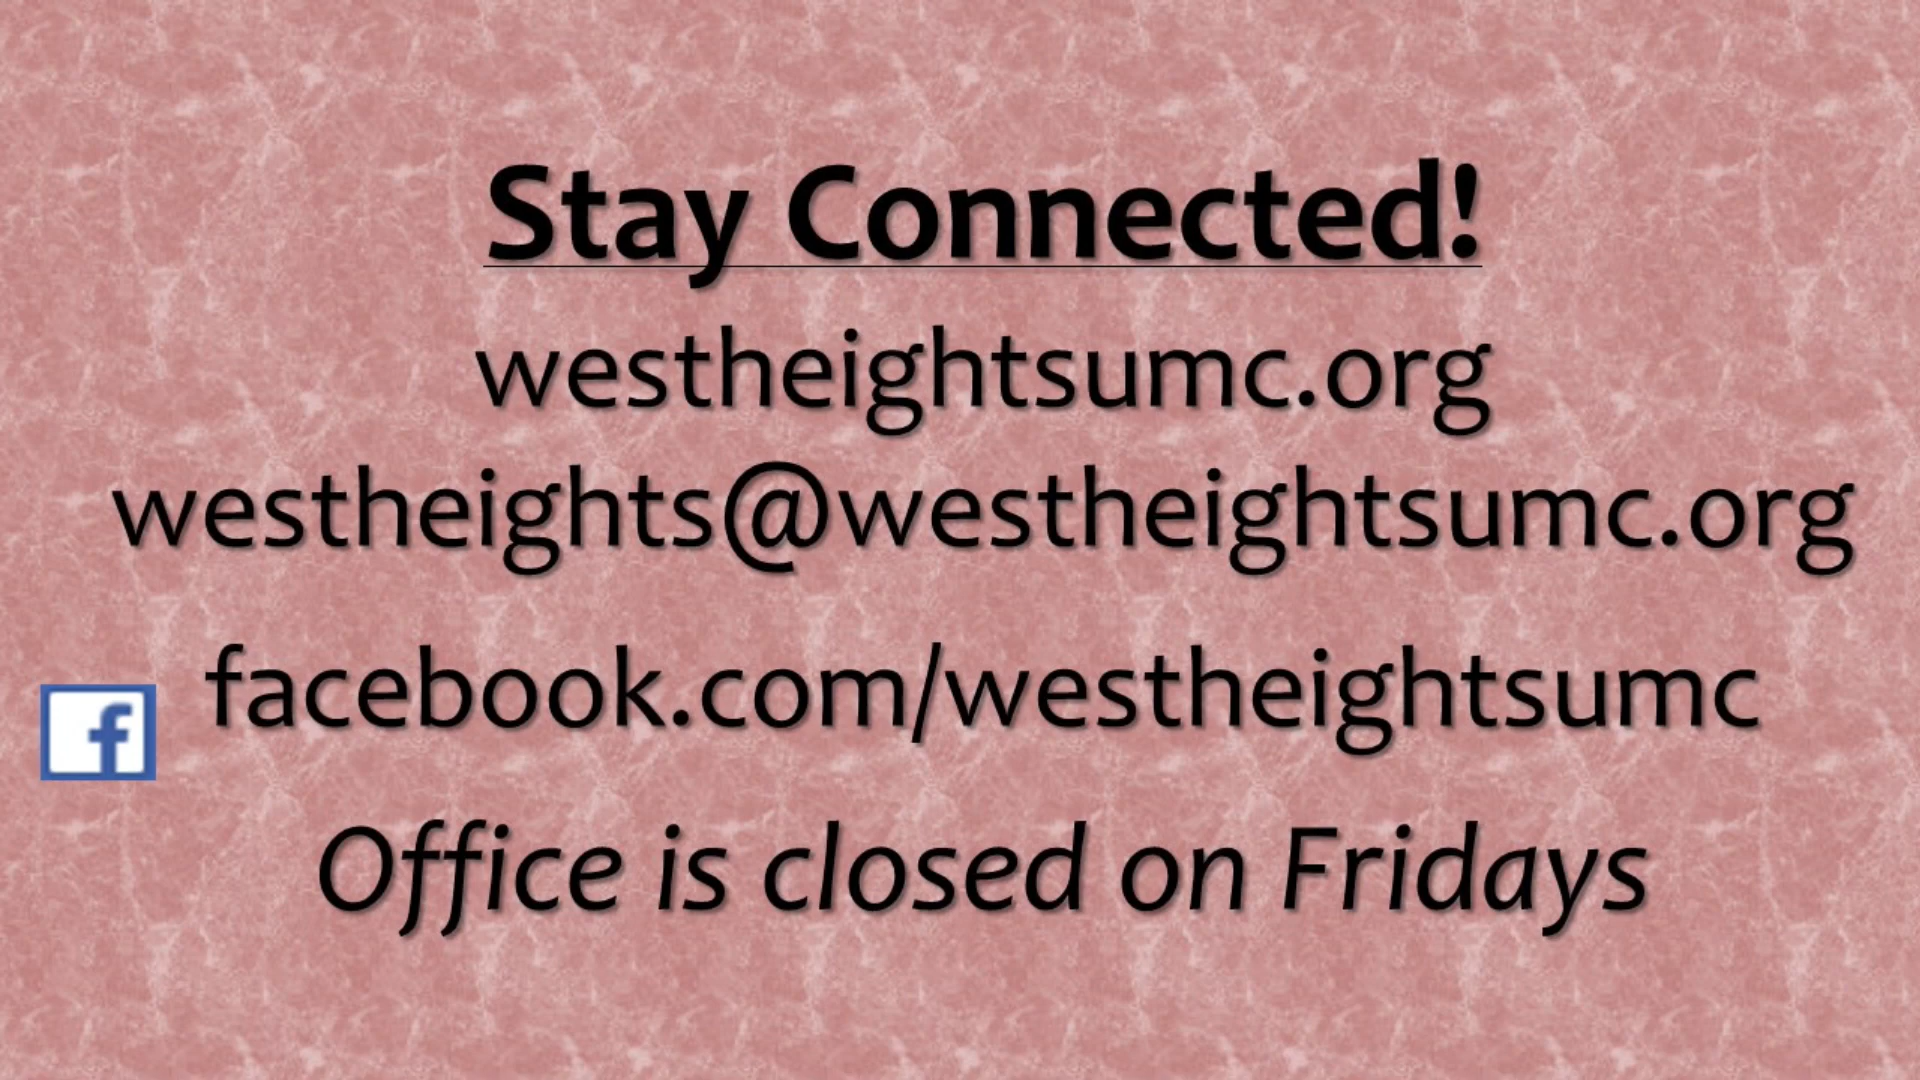 Stay Connected!
westheightsumc.org
westheights@westheightsumc.org
facebook.com/westheightsumc
Office is closed on Fridays